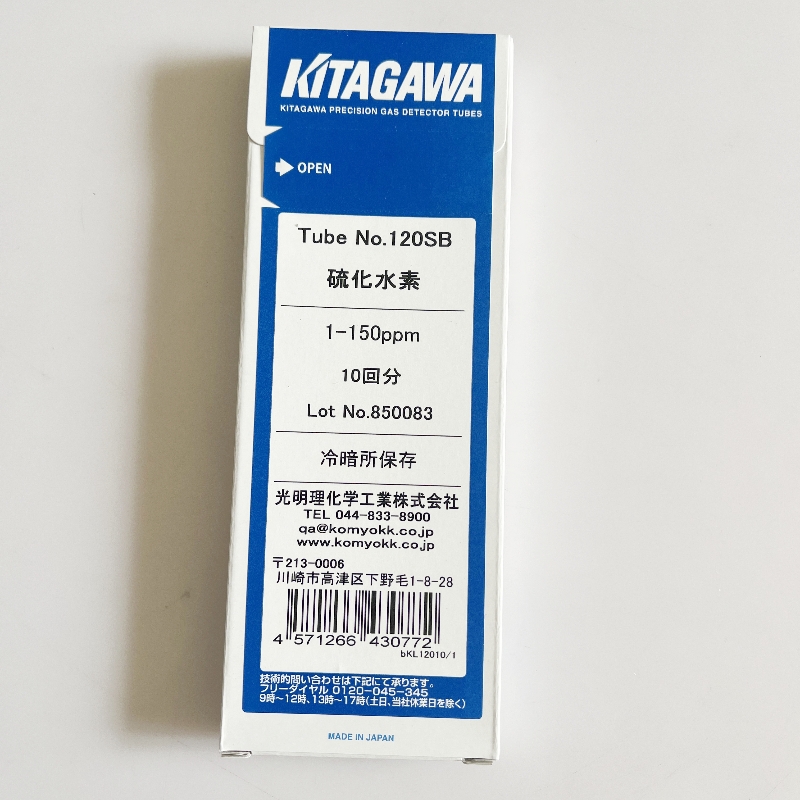 KITAGAWA
KITAGAWA PRECISION GAS DETECTOR TUBES
OPEN
Tube No.120SB
硫化水素
1-150ppm
10回分
Lot No.850083
冷暗所保存
光明理化学工業株式会社
TEL 044-833-8900
qa@komyokk.co.jp
www.komyokk.co.jp
〒213-0006
川崎市高津区下野毛1-8-28
4 571266 430772
bKL12010/1
技術的問い合わせは下記にて承ります。
フリーダイヤル 0120-045-345
9時〜12時、13時〜17時(土日、当社休業日を除く)
MADE IN JAPAN